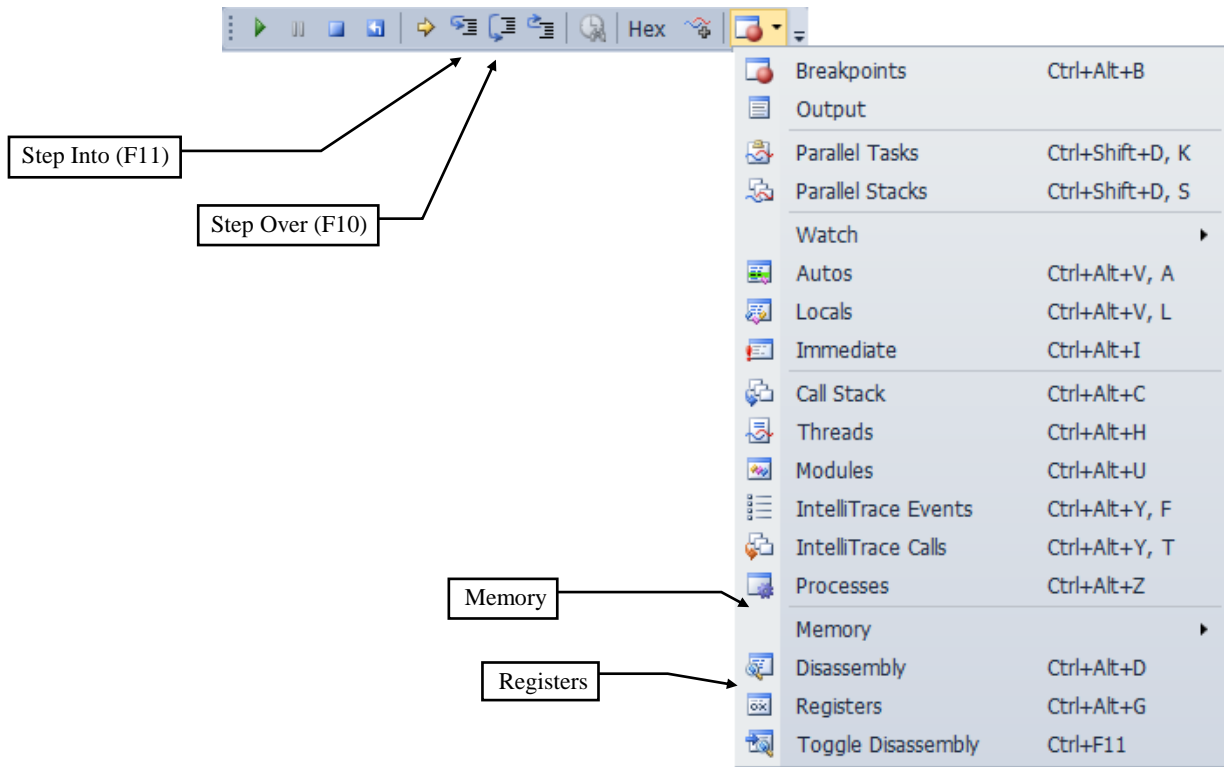 Hex
Breakpoints Ctrl+Alt+B
Output
Step Into (F11)
Parallel Tasks Ctrl+Shift+D, K
Parallel Stacks Ctrl+Shift+D, S
Step Over (F10)
Watch
Autos Ctrl+Alt+V, A
Locals Ctrl+Alt+V, L
Immediate Ctrl+Alt+I
Call Stack Ctrl+Alt+C
Threads Ctrl+Alt+H
Modules Ctrl+Alt+U
IntelliTrace Events Ctrl+Alt+Y, F
IntelliTrace Calls Ctrl+Alt+Y, T
Processes Ctrl+Alt+Z
Memory
Memory
Disassembly Ctrl+Alt+D
Registers
Registers Ctrl+Alt+G
Toggle Disassembly Ctrl+F11